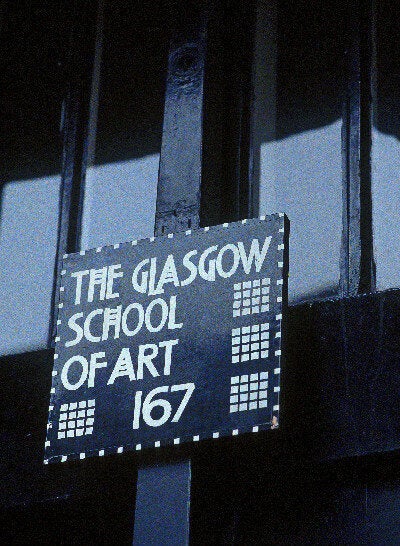 THE GLASGOW
SCHOOL
OF ART
167